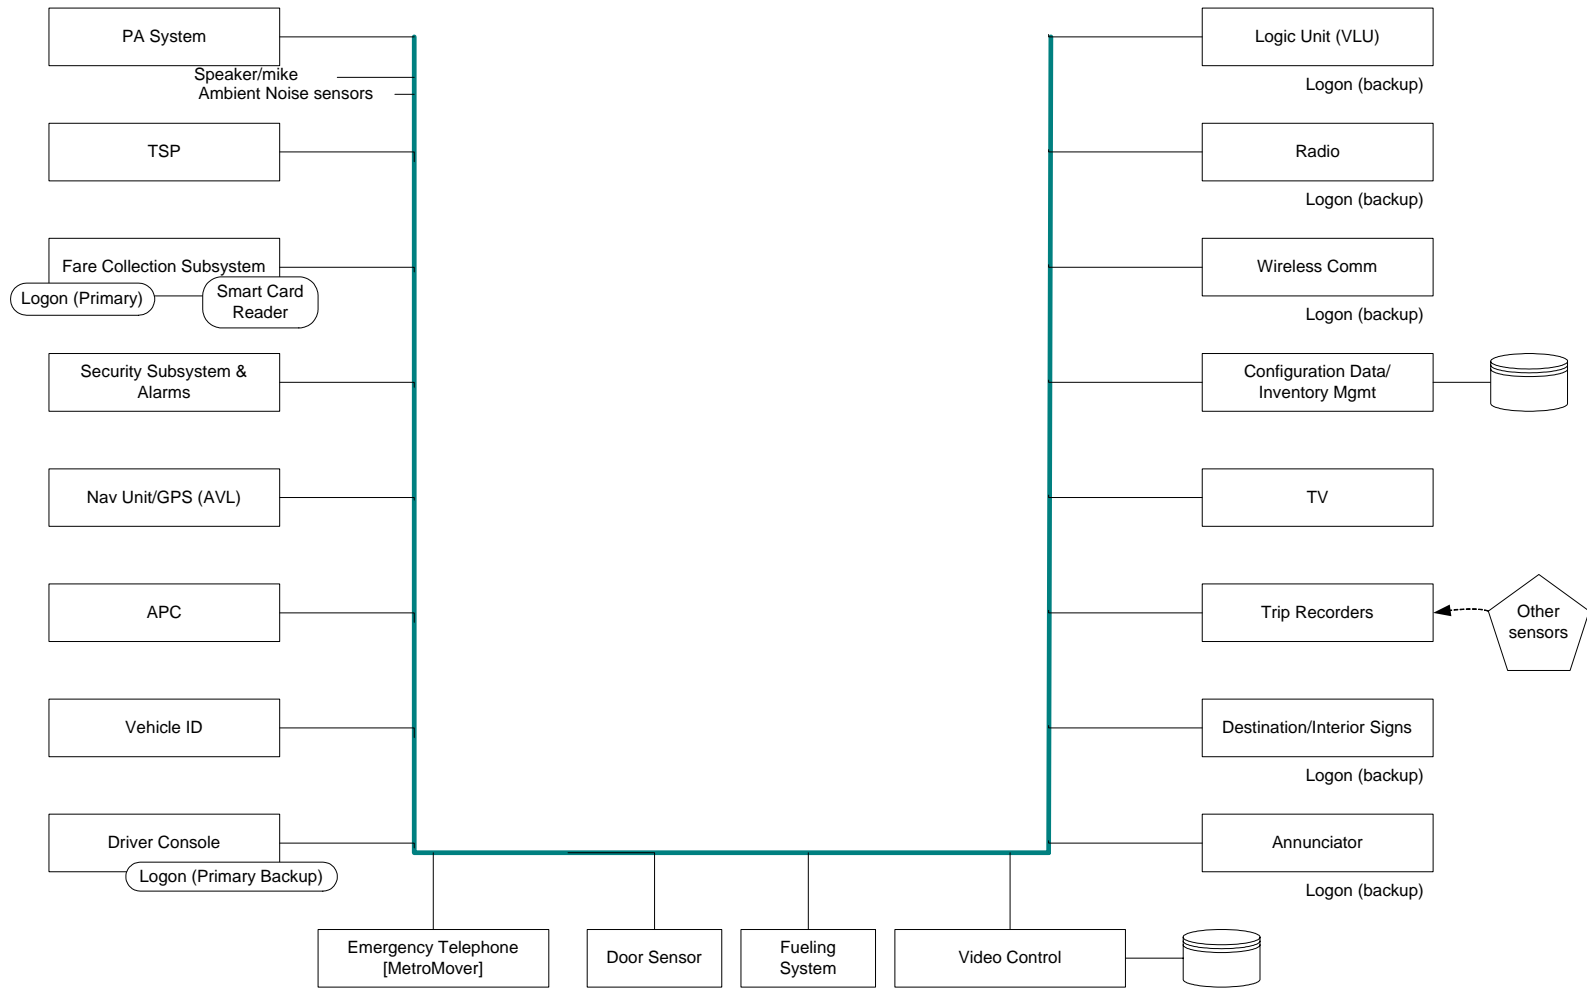 PA System
Speaker/mike
Ambient Noise sensors
TSP
Fare Collection Subsystem
Logon (Primary)
Smart Card
Reader
Security Subsystem &
Alarms
Nav Unit/GPS (AVL)
APC
Vehicle ID
Driver Console
Logon (Primary Backup)
Emergency Telephone
[MetroMover]
Door Sensor
Fueling
System
Video Control
Logic Unit (VLU)
Logon (backup)
Radio
Logon (backup)
Wireless Comm
Logon (backup)
Configuration Data/
Inventory Mgmt
TV
Trip Recorders
Other
sensors
Destination/Interior Signs
Logon (backup)
Annunciator
Logon (backup)